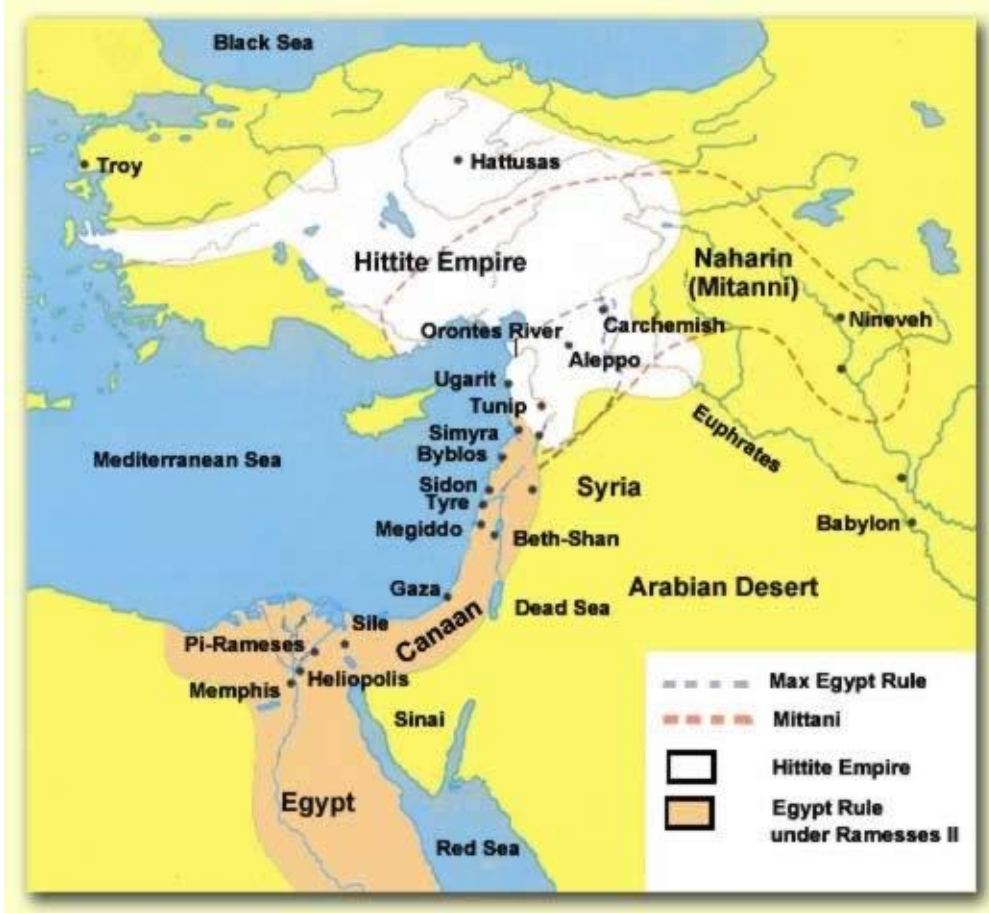 Black Sea
Troy
Hattusas
Hittite Empire
Naharin
(Mitanni)
Nineveh
Orontes River
Carchemish
Aleppo
Ugarit
Tunip
Simyra
Byblos
Euphrates
Mediterranean Sea
Sidon
Syria
Tyre
Megiddo
Beth-Shan
Babylon
Gaza
Arabian Desert
Dead Sea
Canaan
Sile
Pi-Rameses
Heliopolis
Memphis
Sinai
Egypt
Red Sea
Max Egypt Rule
Mittani
Hittite Empire
Egypt Rule
under Ramesses II